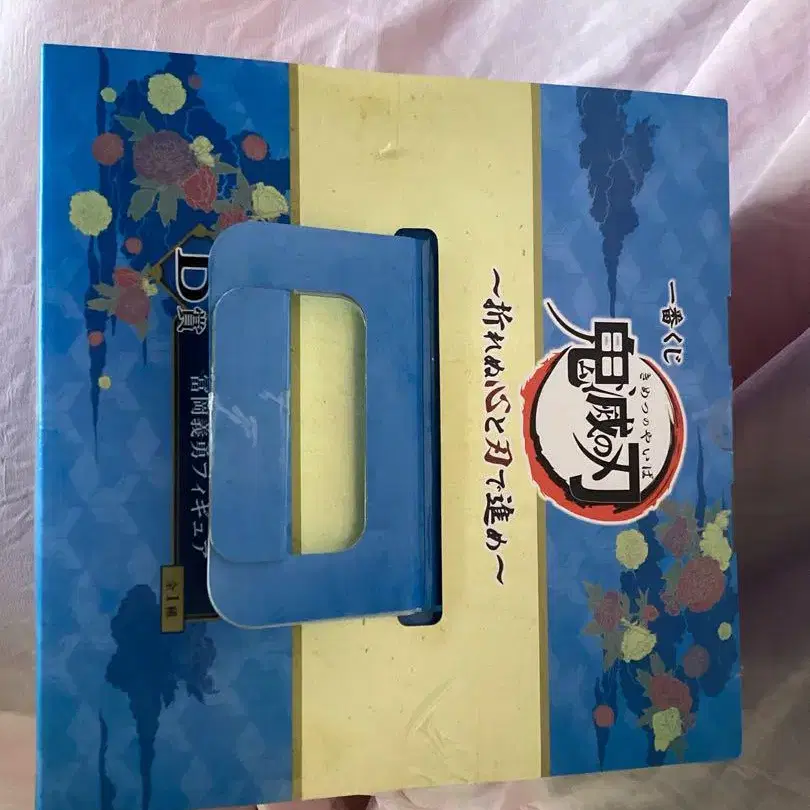 一番くじ
きめつのやいば
鬼滅の刃
~折れぬ心と刃で進め~
D賞
冨岡義勇フィギュア
全1種